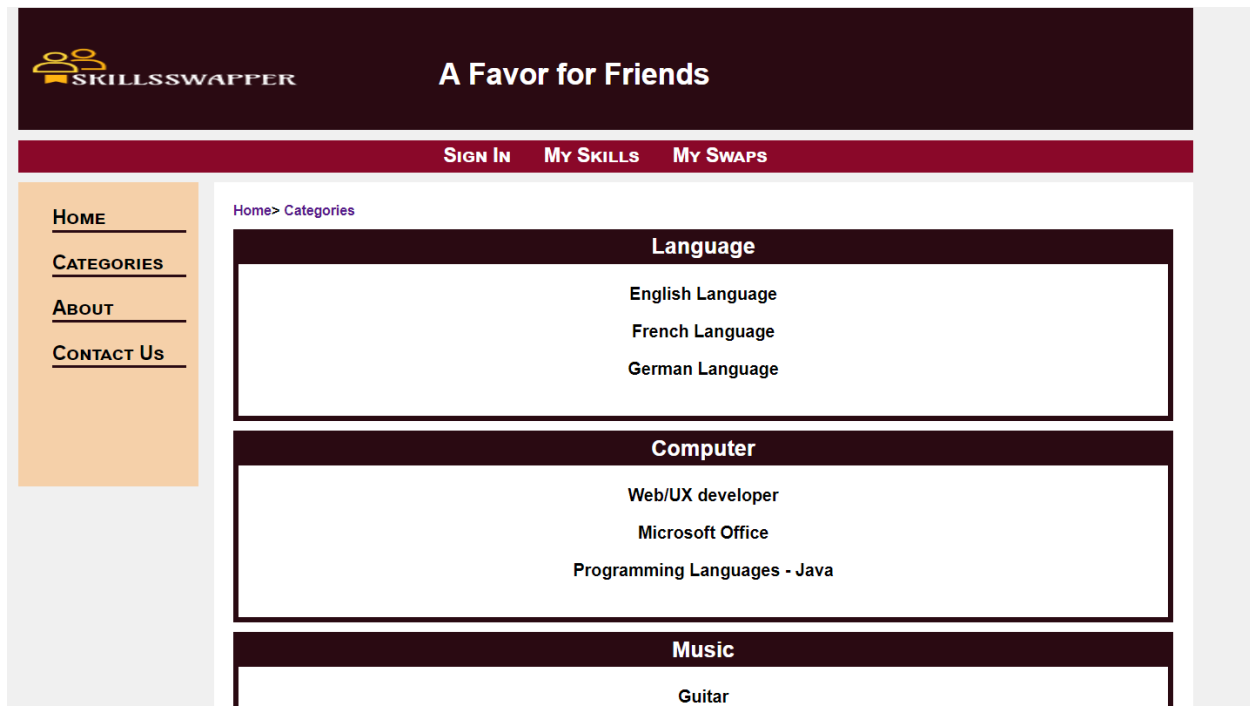 SKILLSSWAPPER
A Favor for Friends
Sign In My Skills My Swaps
Home
Categories
About
Contact Us
Home> Categories
Language
English Language
French Language
German Language
Computer
Web/UX developer
Microsoft Office
Programming Languages - Java
Music
Guitar